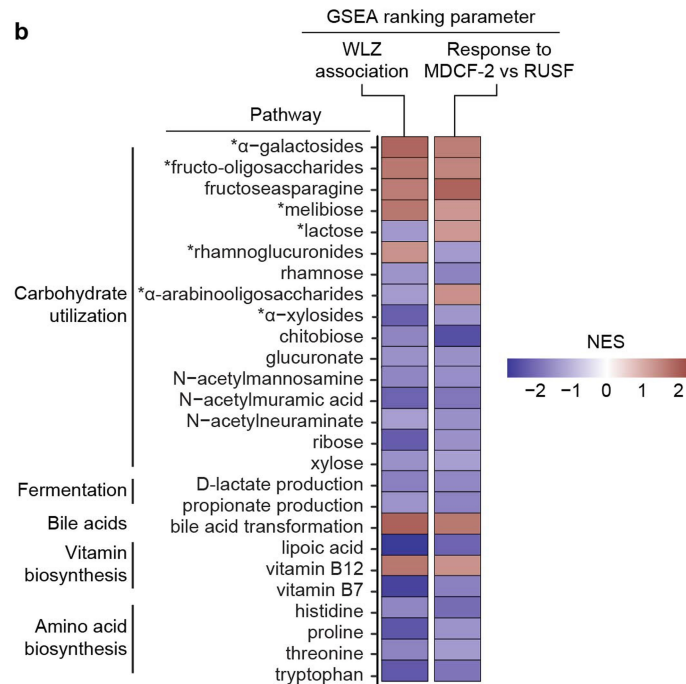 b
GSEA ranking parameter
WLZ
association
Response to
MDCF-2 vs RUSF
Pathway
*α−galactosides
*fructo-oligosaccharides
fructoseasparagine
*melibiose
*lactose
*rhamnoglucuronides
rhamnose
*α-arabinooligosaccharides
*α−xylosides
chitobiose
glucuronate
N−acetylmannosamine
N−acetylmuramic acid
N−acetylneuraminate
ribose
xylose
D-lactate production
propionate production
bile acid transformation
lipoic acid
vitamin B12
vitamin B7
histidine
proline
threonine
tryptophan
Carbohydrate
utilization
Fermentation
Bile acids
Vitamin
biosynthesis
Amino acid
biosynthesis
NES
−2 −1 0 1 2